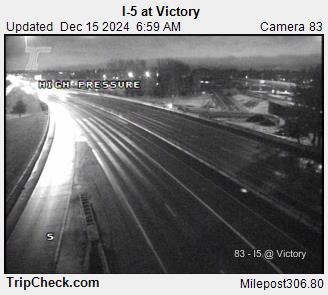 I-5 at Victory
Updated Dec 15 2024 6:59 AM Camera 83
HIGH PRESSURE
S
83 - I5 @ Victory
TripCheck.com Milepost306.80